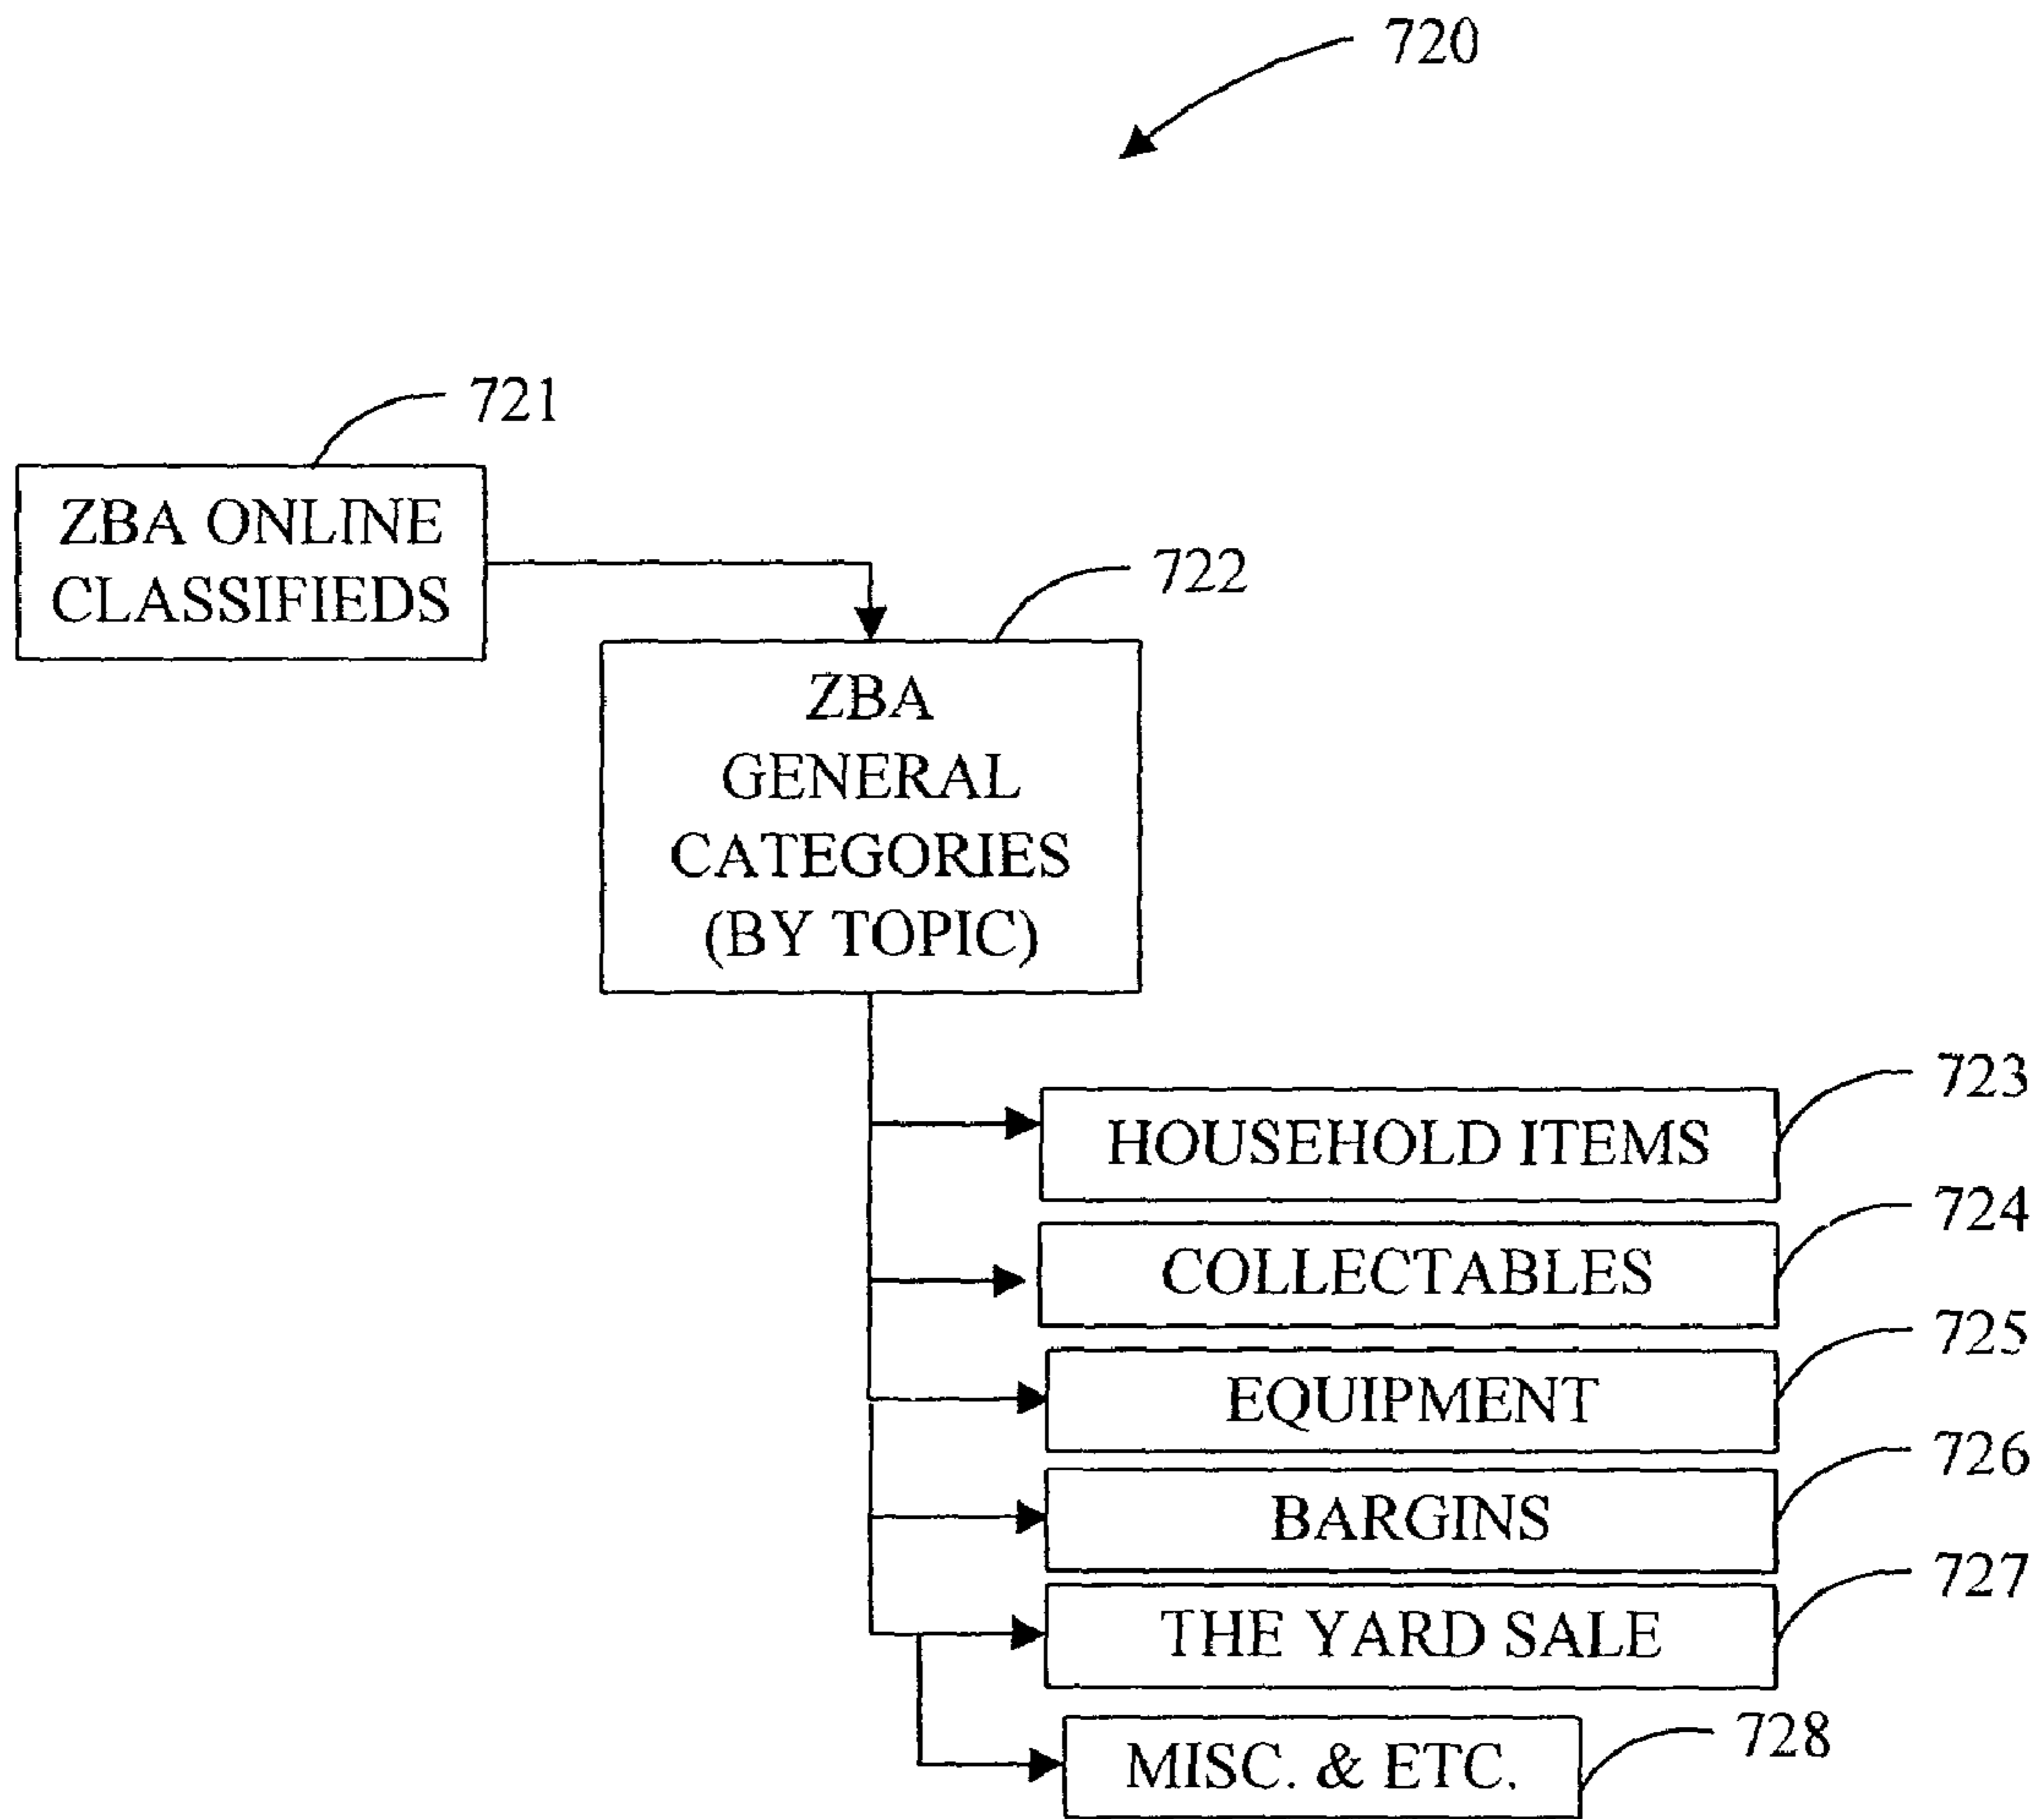 720
721
ZBA ONLINE
CLASSIFIEDS
722
ZBA
GENERAL
CATEGORIES
(BY TOPIC)
723
HOUSEHOLD ITEMS
724
COLLECTABLES
725
EQUIPMENT
726
BARGINS
727
THE YARD SALE
728
MISC. & ETC.